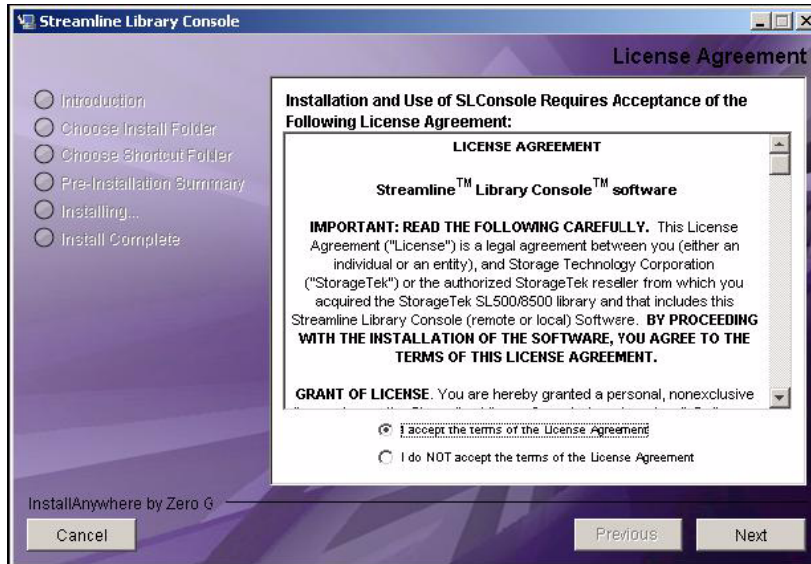 Streamline Library Console
License Agreement
Introduction
Choose Install Folder
Choose Shortcut Folder
Pre-Installation Summary
Installing...
Install Complete
Installation and Use of SLConsole Requires Acceptance of the
Following License Agreement:
LICENSE AGREEMENT
Streamline™ Library Console™ software
IMPORTANT: READ THE FOLLOWING CAREFULLY. This License
Agreement ("License") is a legal agreement between you (either an
individual or an entity), and Storage Technology Corporation
("StorageTek") or the authorized StorageTek reseller from which you
acquired the StorageTek SL500/8500 library and that includes this
Streamline Library Console (remote or local) Software. BY PROCEEDING
WITH THE INSTALLATION OF THE SOFTWARE, YOU AGREE TO THE
TERMS OF THIS LICENSE AGREEMENT.
GRANT OF LICENSE. You are hereby granted a personal, nonexclusive
I accept the terms of the License Agreement
I do NOT accept the terms of the License Agreement
InstallAnywhere by Zero G
Cancel
Previous
Next